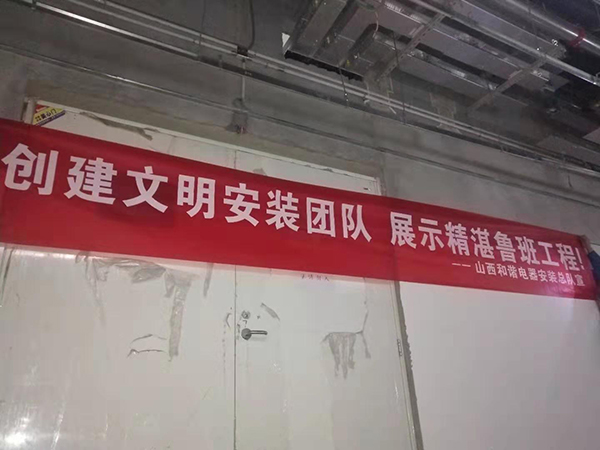 创建文明安装团队 展示精湛鲁班工程!
—— 山西和谐电器安装总队宣